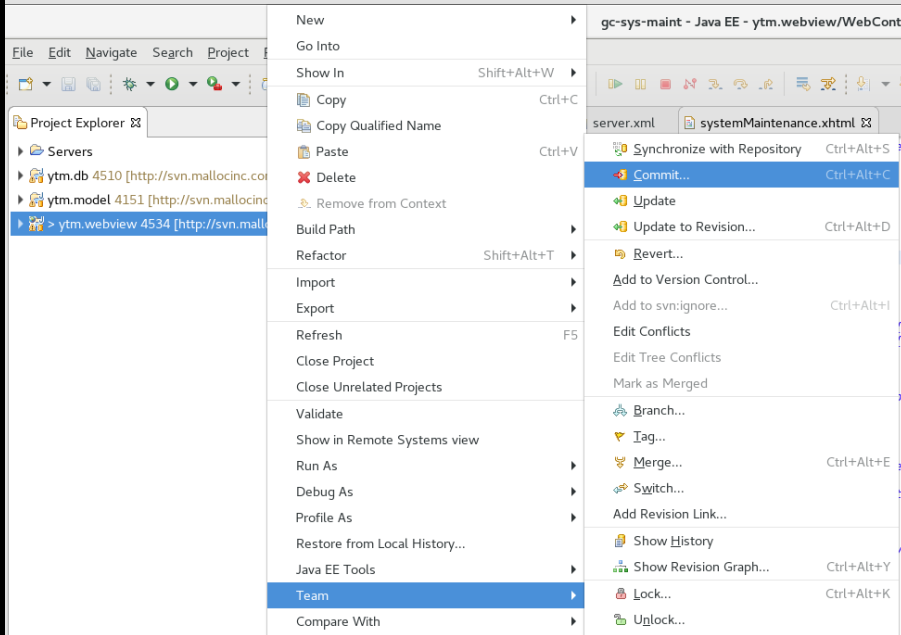 gc-sys-maint - Java EE - ytm.webview/WebCont
File Edit Navigate Search Project
Project Explorer
Servers
ytm.db 4510 [http://svn.mallocinc.co
ytm.model 4151 [http://svn.mallocinc
> ytm.webview 4534 [http://svn.mall
New
Go Into
Show In Shift+Alt+W
Copy Ctrl+C
Copy Qualified Name
Paste Ctrl+V
Delete
Remove from Context
Build Path
Refactor Shift+Alt+T
Import
Export
Refresh F5
Close Project
Close Unrelated Projects
Validate
Show in Remote Systems view
Run As
Debug As
Profile As
Restore from Local History...
Java EE Tools
Team
Compare With
server.xml systemMaintenance.xhtml
Synchronize with Repository Ctrl+Alt+S
Commit... Ctrl+Alt+C
Update
Update to Revision... Ctrl+Alt+D
Revert...
Add to Version Control...
Add to svn:ignore... Ctrl+Alt+I
Edit Conflicts
Edit Tree Conflicts
Mark as Merged
Branch...
Tag...
Merge... Ctrl+Alt+E
Switch...
Add Revision Link...
Show History
Show Revision Graph... Ctrl+Alt+Y
Lock... Ctrl+Alt+K
Unlock...